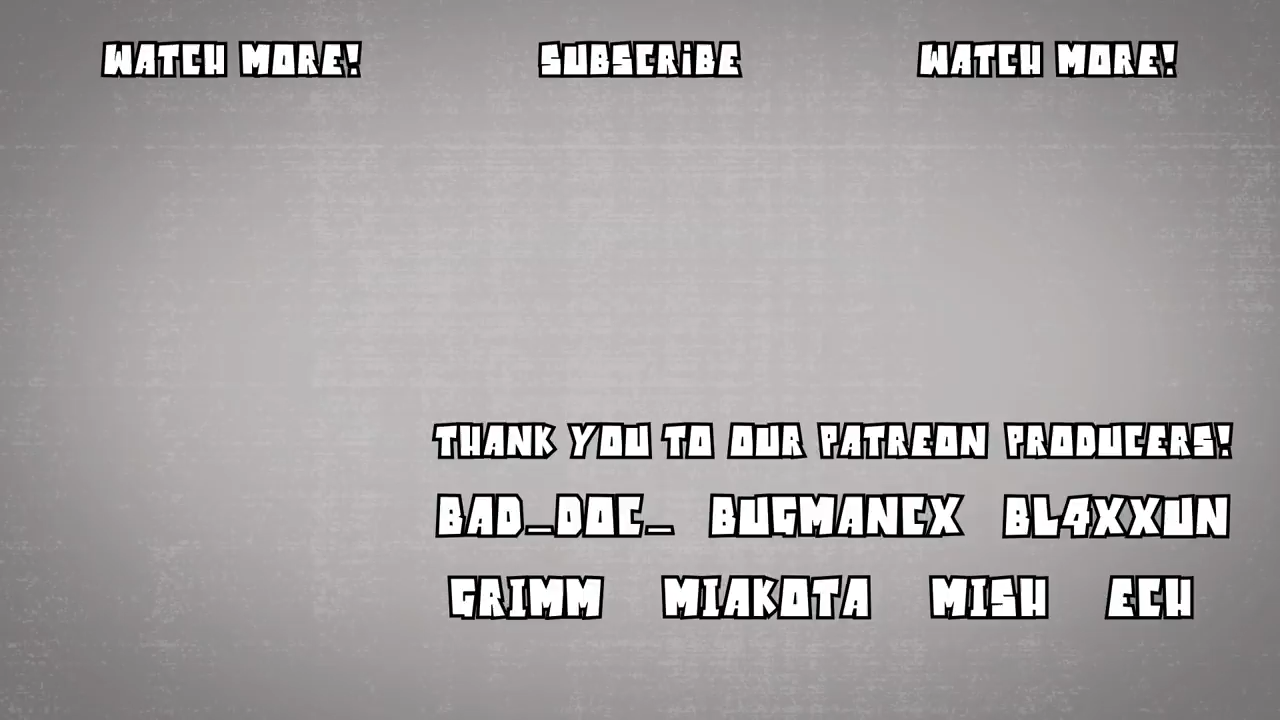 WATCH MORE! SUBSCRiBE WATCH MORE!
THANK YOU TO OUR PATREON PRODUCERS!
BAD_DOC_ BUGMANCX BL4XXUN
GRIMM MIAKOTA MISH ECH